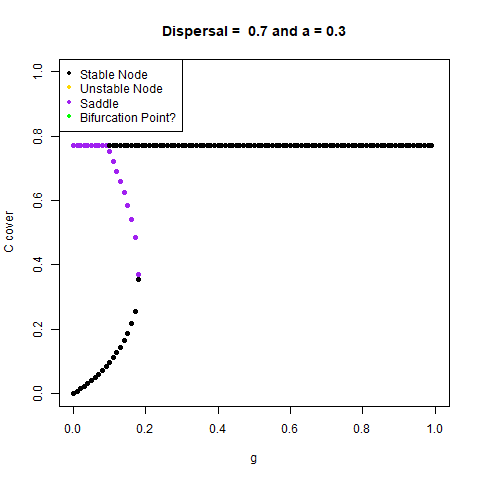 Dispersal = 0.7 and a = 0.3
Stable Node
Unstable Node
Saddle
Bifurcation Point?
1.0
0.8
0.6
0.4
0.2
0.0
C cover
0.0 0.2 0.4 0.6 0.8 1.0
g